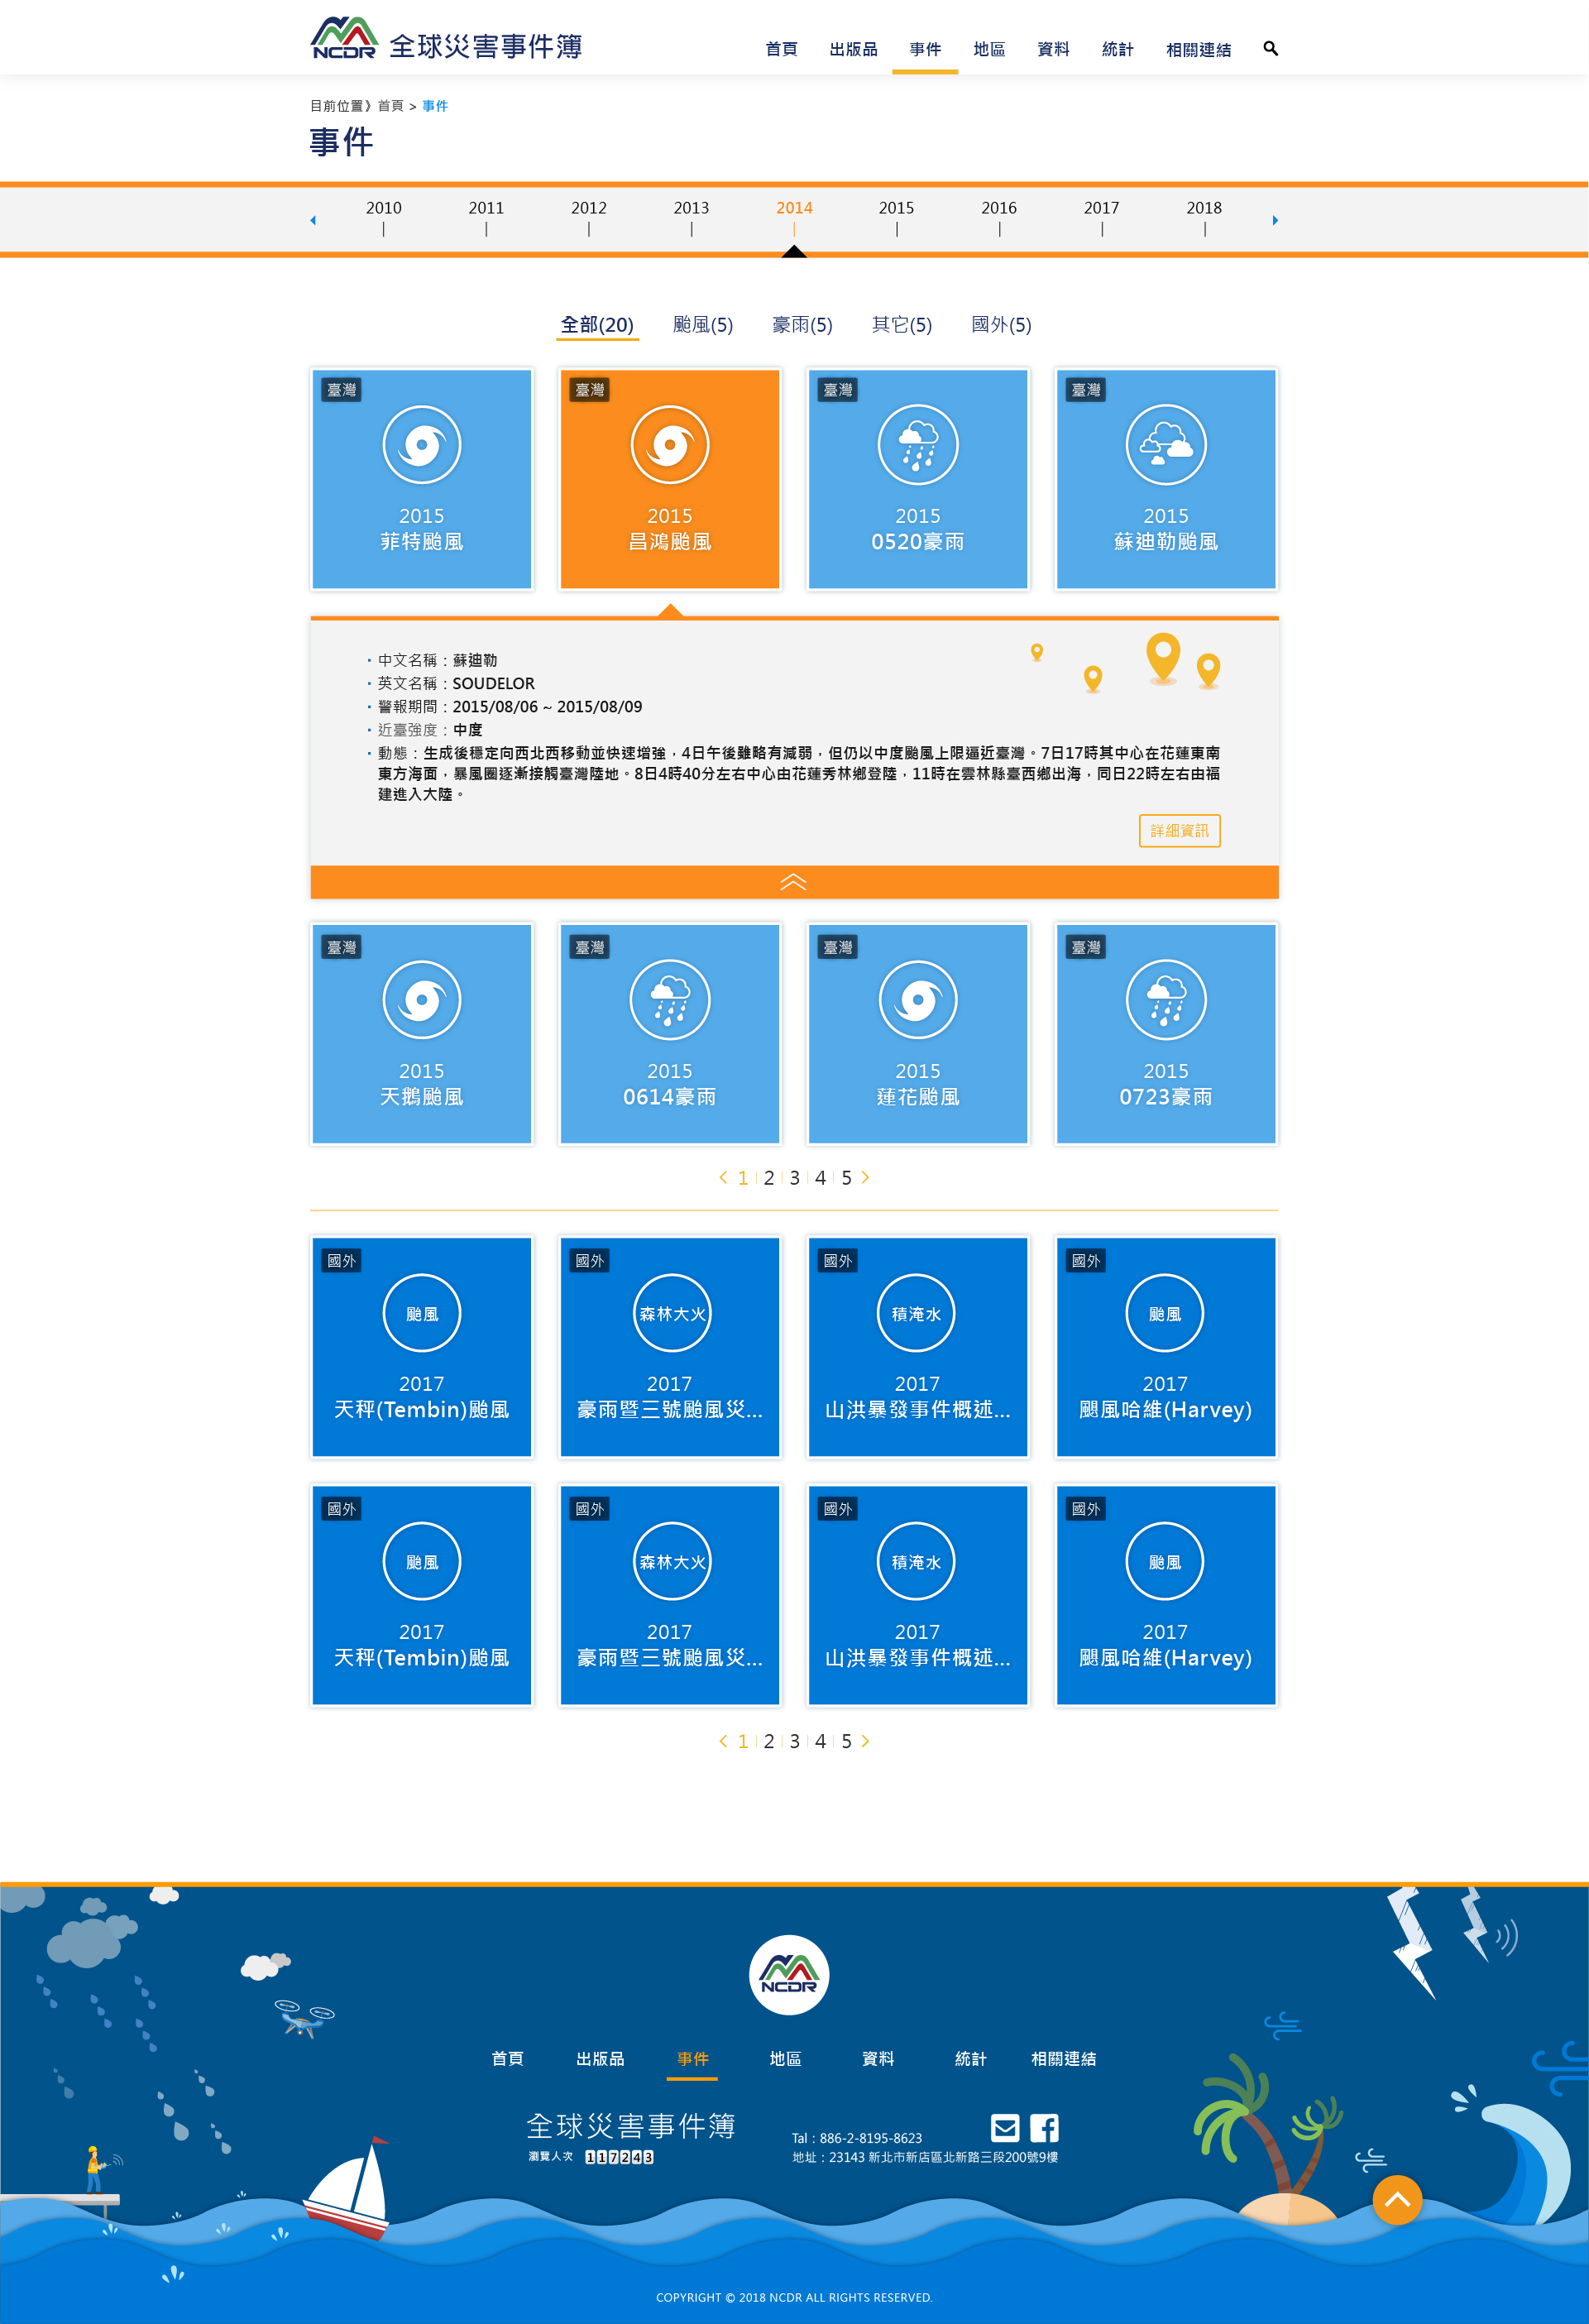 NCDR 全球災害事件簿
首頁 出版品 事件 地區 資料 統計 相關連結
目前位置》首頁 > 事件
事件
2010 2011 2012 2013 2014 2015 2016 2017 2018
全部(20) 颱風(5) 豪雨(5) 其它(5) 國外(5)
臺灣 臺灣 臺灣 臺灣
2015 2015 2015 2015
菲特颱風 昌鴻颱風 0520豪雨 蘇迪勒颱風
・中文名稱：蘇迪勒
・英文名稱：SOUDELOR
・警報期間：2015/08/06 ~ 2015/08/09
・近臺強度：中度
・動態：生成後穩定向西北西移動並快速增強，4日午後雖略有減弱，但仍以中度颱風上限逼近臺灣。7日17時其中心在花蓮東南
東方海面，暴風圈逐漸接觸臺灣陸地。8日4時40分左右中心由花蓮秀林鄉登陸，11時在雲林縣臺西鄉出海，同日22時左右由福
建進入大陸。
詳細資訊
臺灣 臺灣 臺灣 臺灣
2015 2015 2015 2015
天鵝颱風 0614豪雨 蓮花颱風 0723豪雨
1 2 3 4 5
國外 國外 國外 國外
颱風 森林大火 積淹水 颱風
2017 2017 2017 2017
天秤(Tembin)颱風 豪雨暨三號颱風災... 山洪暴發事件概述... 颶風哈維(Harvey)
國外 國外 國外 國外
颱風 森林大火 積淹水 颱風
2017 2017 2017 2017
天秤(Tembin)颱風 豪雨暨三號颱風災... 山洪暴發事件概述... 颶風哈維(Harvey)
1 2 3 4 5
NCDR
首頁 出版品 事件 地區 資料 統計 相關連結
全球災害事件簿
瀏覽人次 117243
Tal：886-2-8195-8623
地址：23143 新北市新店區北新路三段200號9樓
COPYRIGHT © 2018 NCDR ALL RIGHTS RESERVED.